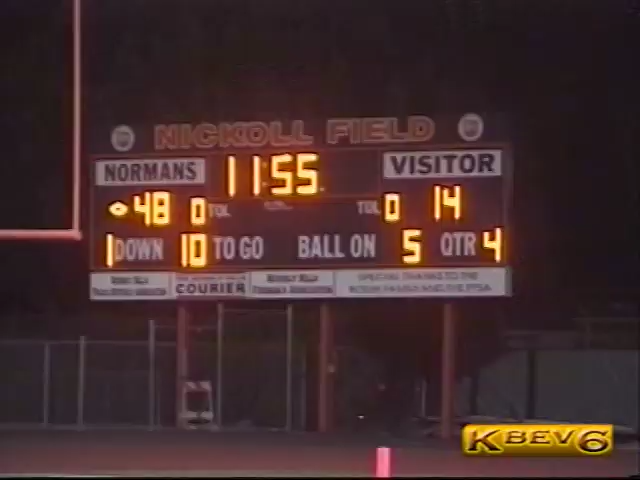 NICKOLL FIELD
NORMANS 11:55 VISITOR
48 0 TOL TOL 0 14
1 DOWN 10 TO GO BALL ON 5 QTR 4
COURIER
SPECIAL THANKS TO THE
KBEV6